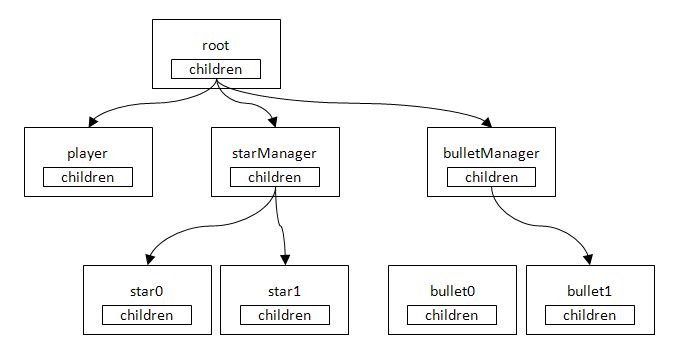 root
children
player
children
starManager
children
bulletManager
children
star0
children
star1
children
bullet0
children
bullet1
children